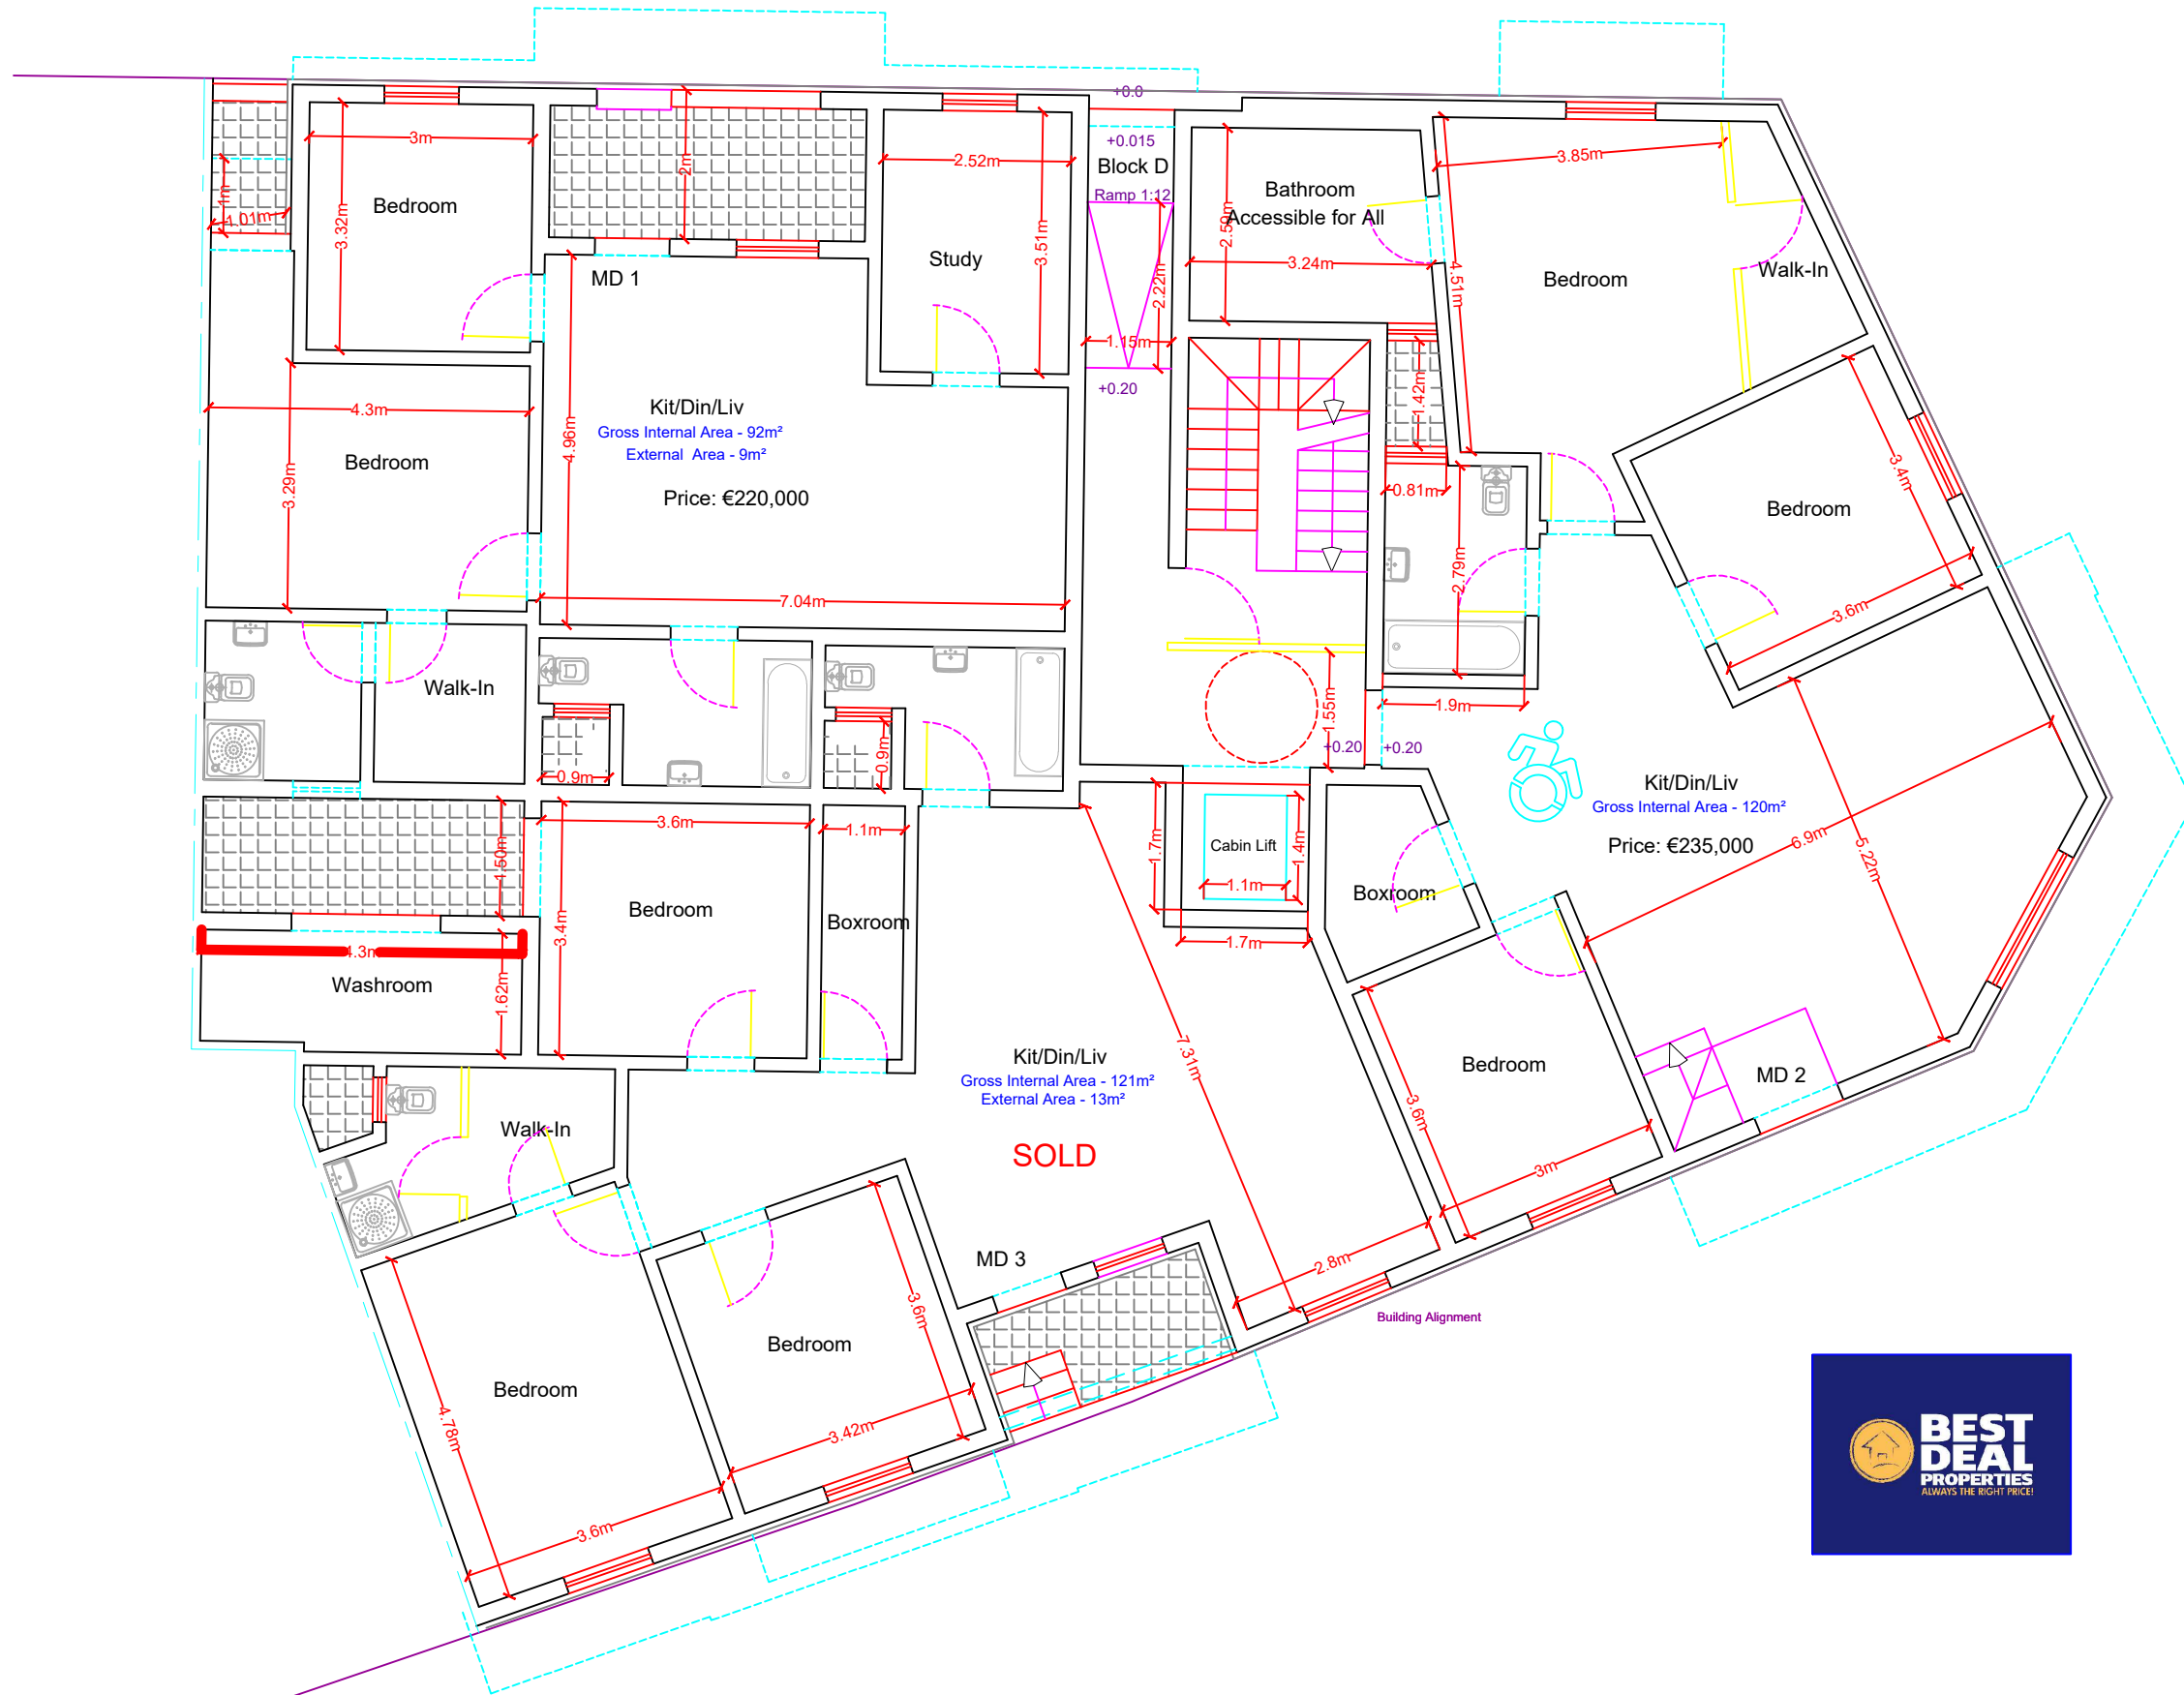 +0.0
+0.015
Block D
Ramp 1:12
2.22m
1.15m
+0.20
3m
3.32m
Bedroom
1m
1.01m
2m
MD 1
2.52m
3.51m
Study
Bathroom
Accessible for All
2.59m
3.24m
3.85m
4.51m
Bedroom
Walk-In
1.42m
0.81m
2.79m
1.9m
3.4m
Bedroom
3.6m
4.3m
3.29m
Bedroom
4.96m
Kit/Din/Liv
Gross Internal Area - 92m²
External  Area - 9m²
Price: €220,000
7.04m
Walk-In
0.9m
0.9m
1.55m
+0.20
+0.20
Kit/Din/Liv
Gross Internal Area - 120m²
Price: €235,000
6.9m
5.22m
1.7m
Cabin Lift
1.4m
1.1m
1.7m
Boxroom
1.50m
3.6m
1.1m
3.4m
Bedroom
Boxroom
4.3m
Washroom
1.62m
Kit/Din/Liv
Gross Internal Area - 121m²
External Area - 13m²
SOLD
7.31m
Bedroom
3.6m
3m
MD 2
Walk-In
MD 3
2.8m
Building Alignment
3.6m
Bedroom
3.42m
Bedroom
4.78m
3.6m
BEST
DEAL
PROPERTIES
ALWAYS THE RIGHT PRICE!